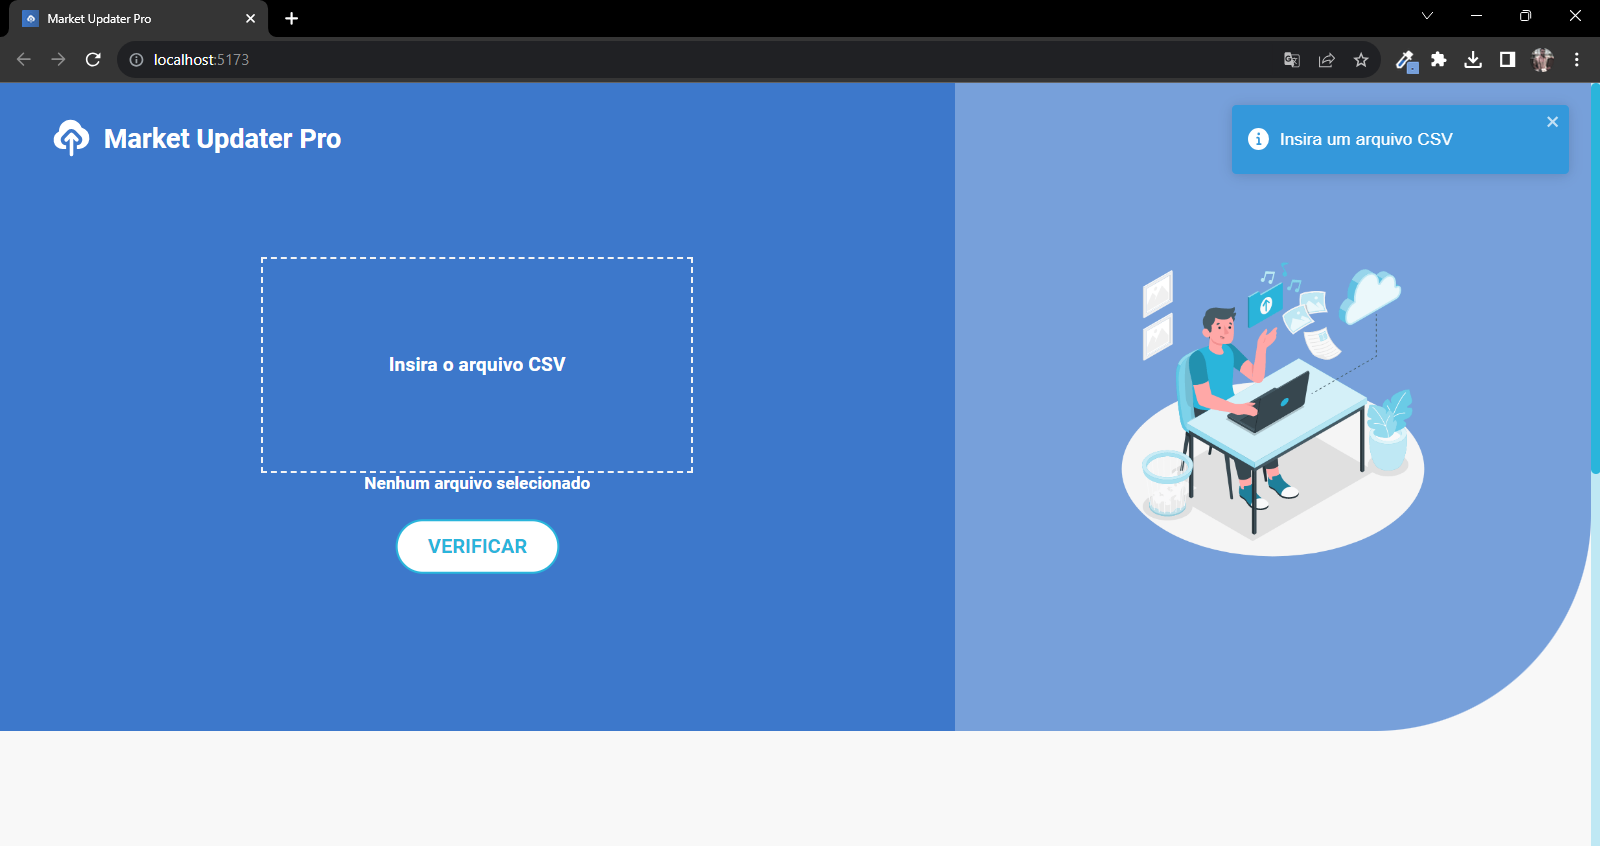 Market Updater Pro
localhost:5173
Market Updater Pro
Insira um arquivo CSV
Insira o arquivo CSV
Nenhum arquivo selecionado
VERIFICAR